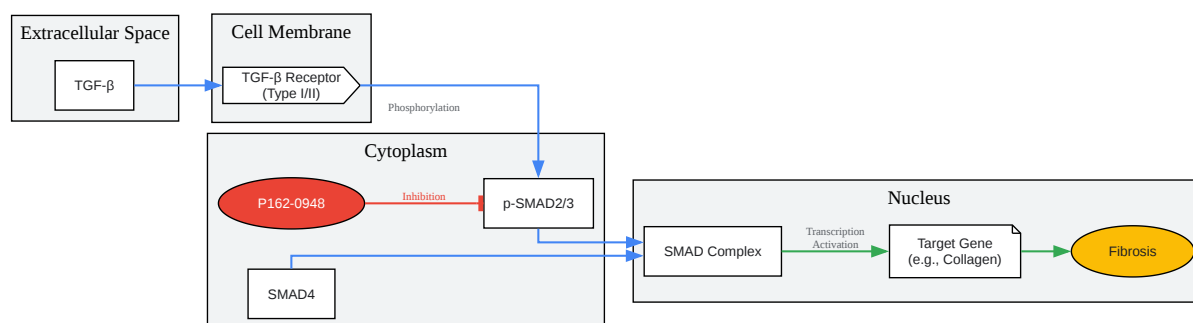 Extracellular Space
TGF-β
Cell Membrane
TGF-β Receptor
(Type I/II)
Phosphorylation
Cytoplasm
P162-0948
Inhibition
p-SMAD2/3
SMAD4
Nucleus
SMAD Complex
Transcription
Activation
Target Gene
(e.g., Collagen)
Fibrosis